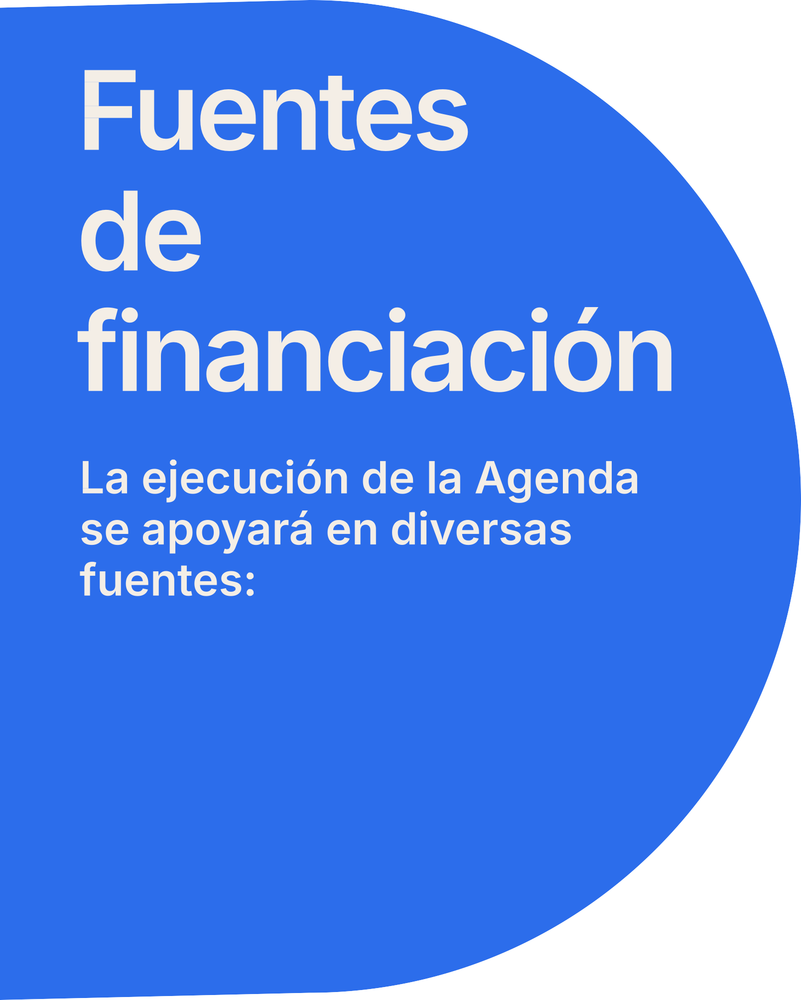 Fuentes
de
financiación
La ejecución de la Agenda
se apoyará en diversas
fuentes: